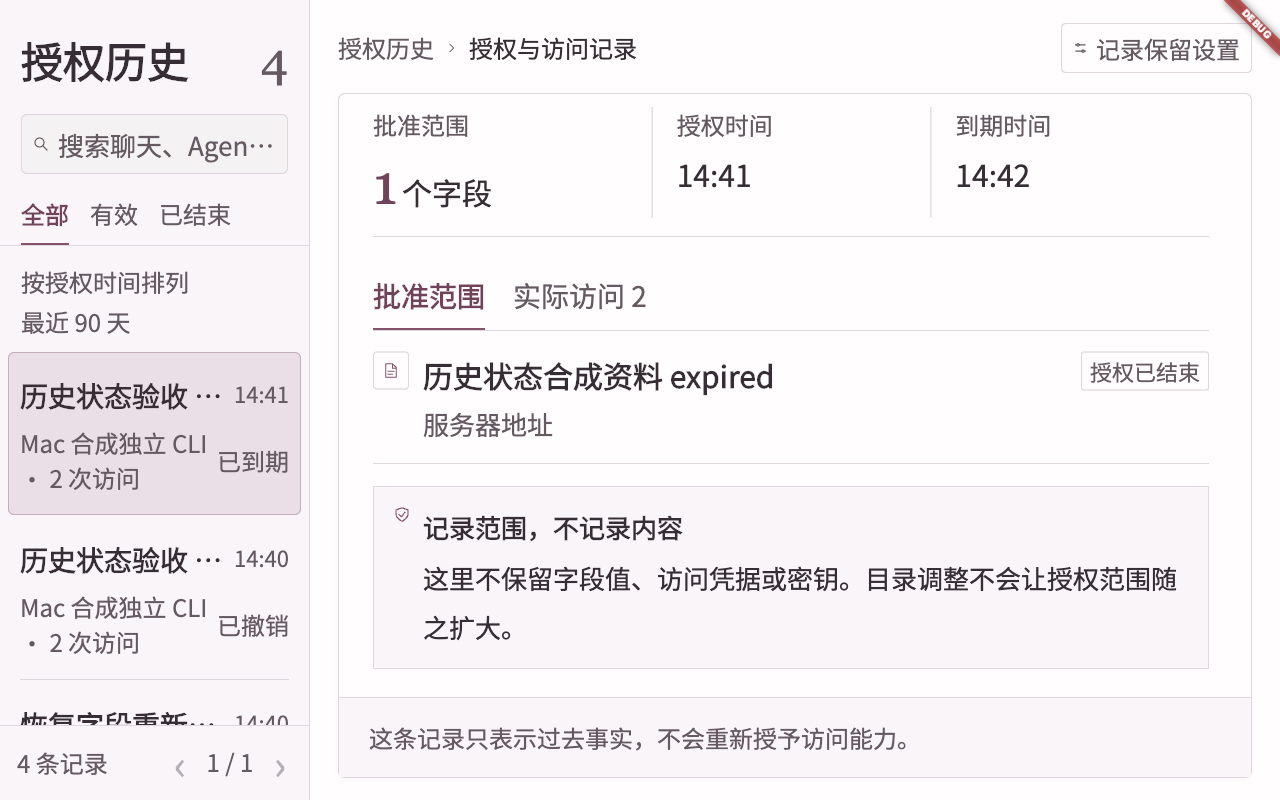 授权历史 4
搜索聊天、Agen…
全部 有效 已结束
按授权时间排列
最近 90 天
历史状态验收 … 14:41
Mac 合成独立 CLI
· 2 次访问 已到期
历史状态验收 … 14:40
Mac 合成独立 CLI
· 2 次访问 已撤销
恢复字段重新… 14:40
4 条记录 ‹ 1 / 1 ›
授权历史 › 授权与访问记录
记录保留设置
DEBUG
批准范围 授权时间 到期时间
1 个字段 14:41 14:42
批准范围 实际访问 2
历史状态合成资料 expired 授权已结束
服务器地址
记录范围，不记录内容
这里不保留字段值、访问凭据或密钥。目录调整不会让授权范围随
之扩大。
这条记录只表示过去事实，不会重新授予访问能力。